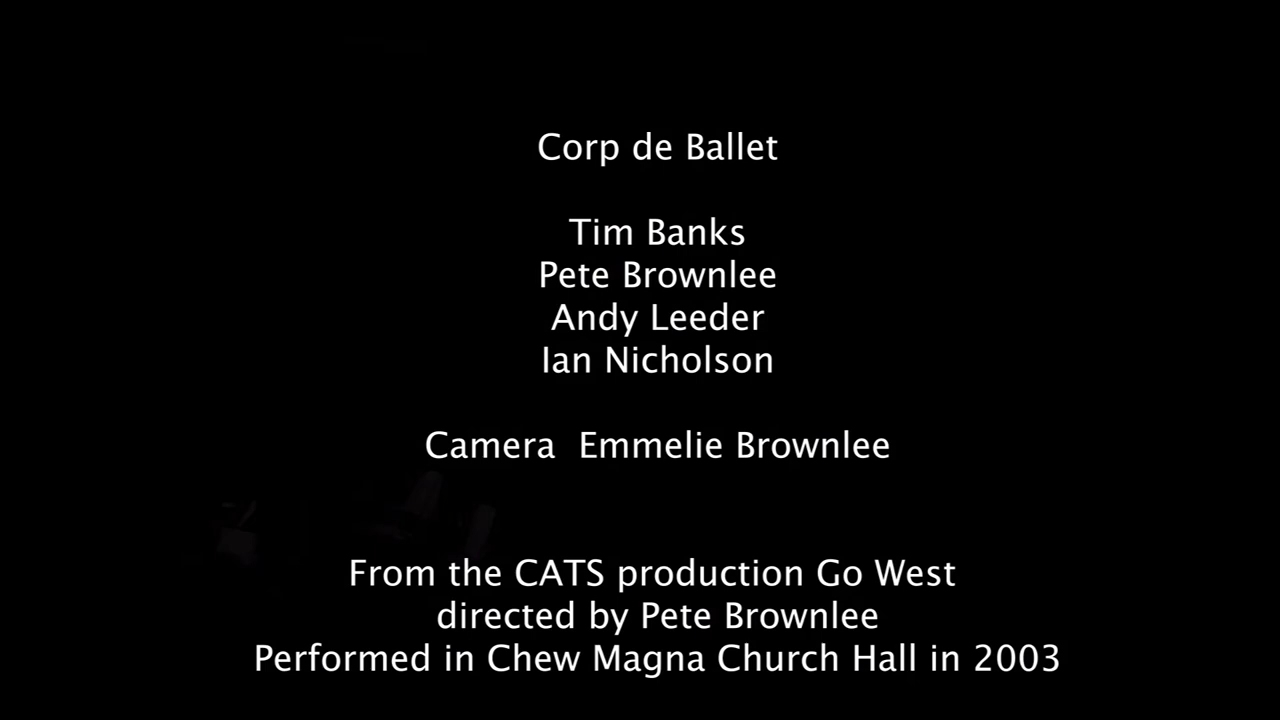 Corp de Ballet
Tim Banks
Pete Brownlee
Andy Leeder
Ian Nicholson
Camera  Emmelie Brownlee
From the CATS production Go West
directed by Pete Brownlee
Performed in Chew Magna Church Hall in 2003